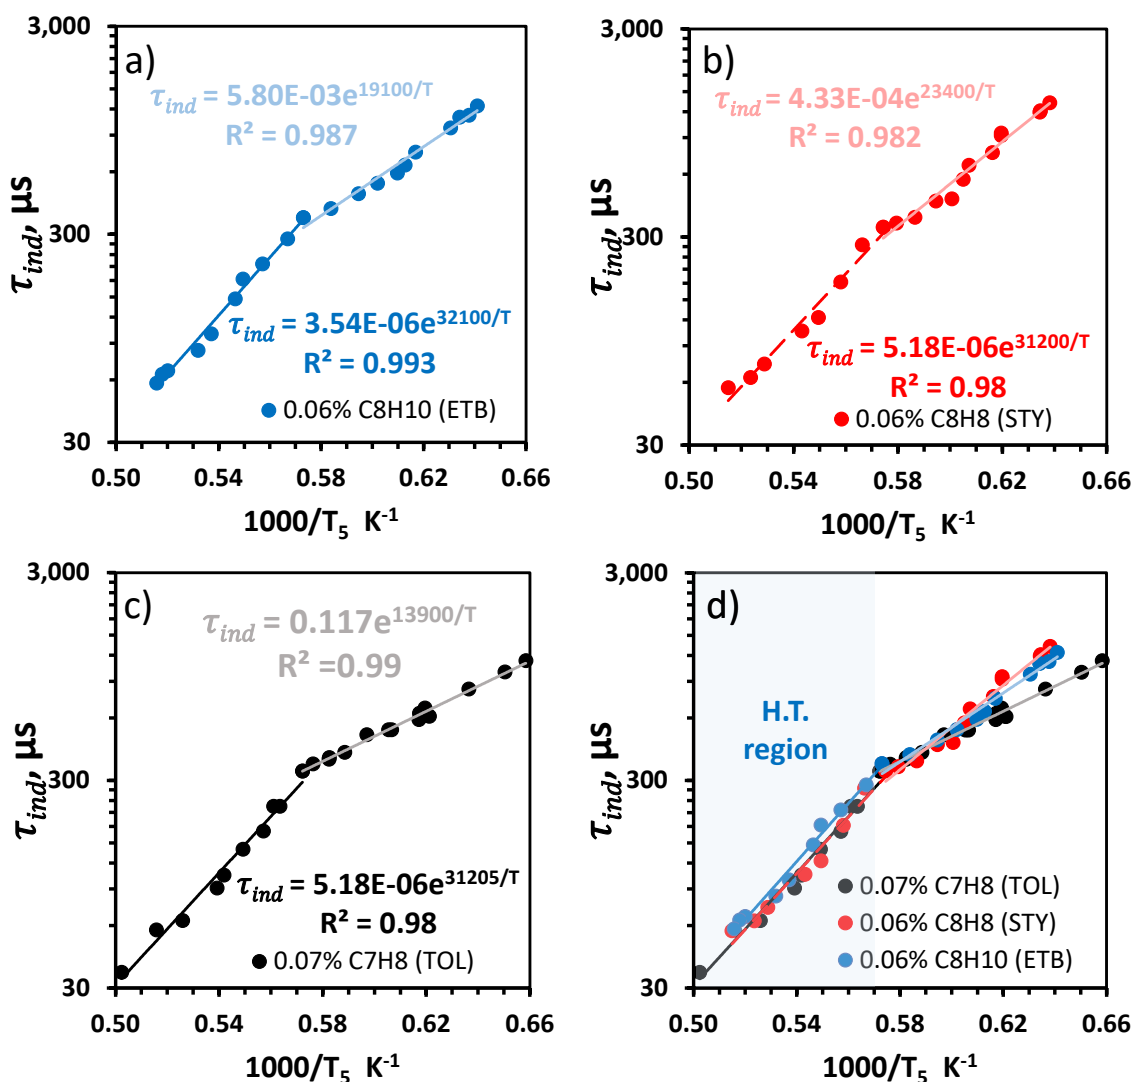 a)
3,000
300
30
τind, μs
τind = 5.80E-03e19100/T
R² = 0.987
τind = 3.54E-06e32100/T
R² = 0.993
0.06% C8H10 (ETB)
0.50 0.54 0.58 0.62 0.66
1000/T5 K-1
b)
3,000
300
30
τind, μs
τind = 4.33E-04e23400/T
R² = 0.982
τind = 5.18E-06e31200/T
R² = 0.98
0.06% C8H8 (STY)
0.50 0.54 0.58 0.62 0.66
1000/T5 K-1
c)
3,000
300
30
τind, μs
τind = 0.117e13900/T
R² =0.99
τind = 5.18E-06e31205/T
R² = 0.98
0.07% C7H8 (TOL)
0.50 0.54 0.58 0.62 0.66
1000/T5 K-1
d)
3,000
300
30
τind, μs
H.T.
region
0.07% C7H8 (TOL)
0.06% C8H8 (STY)
0.06% C8H10 (ETB)
0.50 0.54 0.58 0.62 0.66
1000/T5 K-1